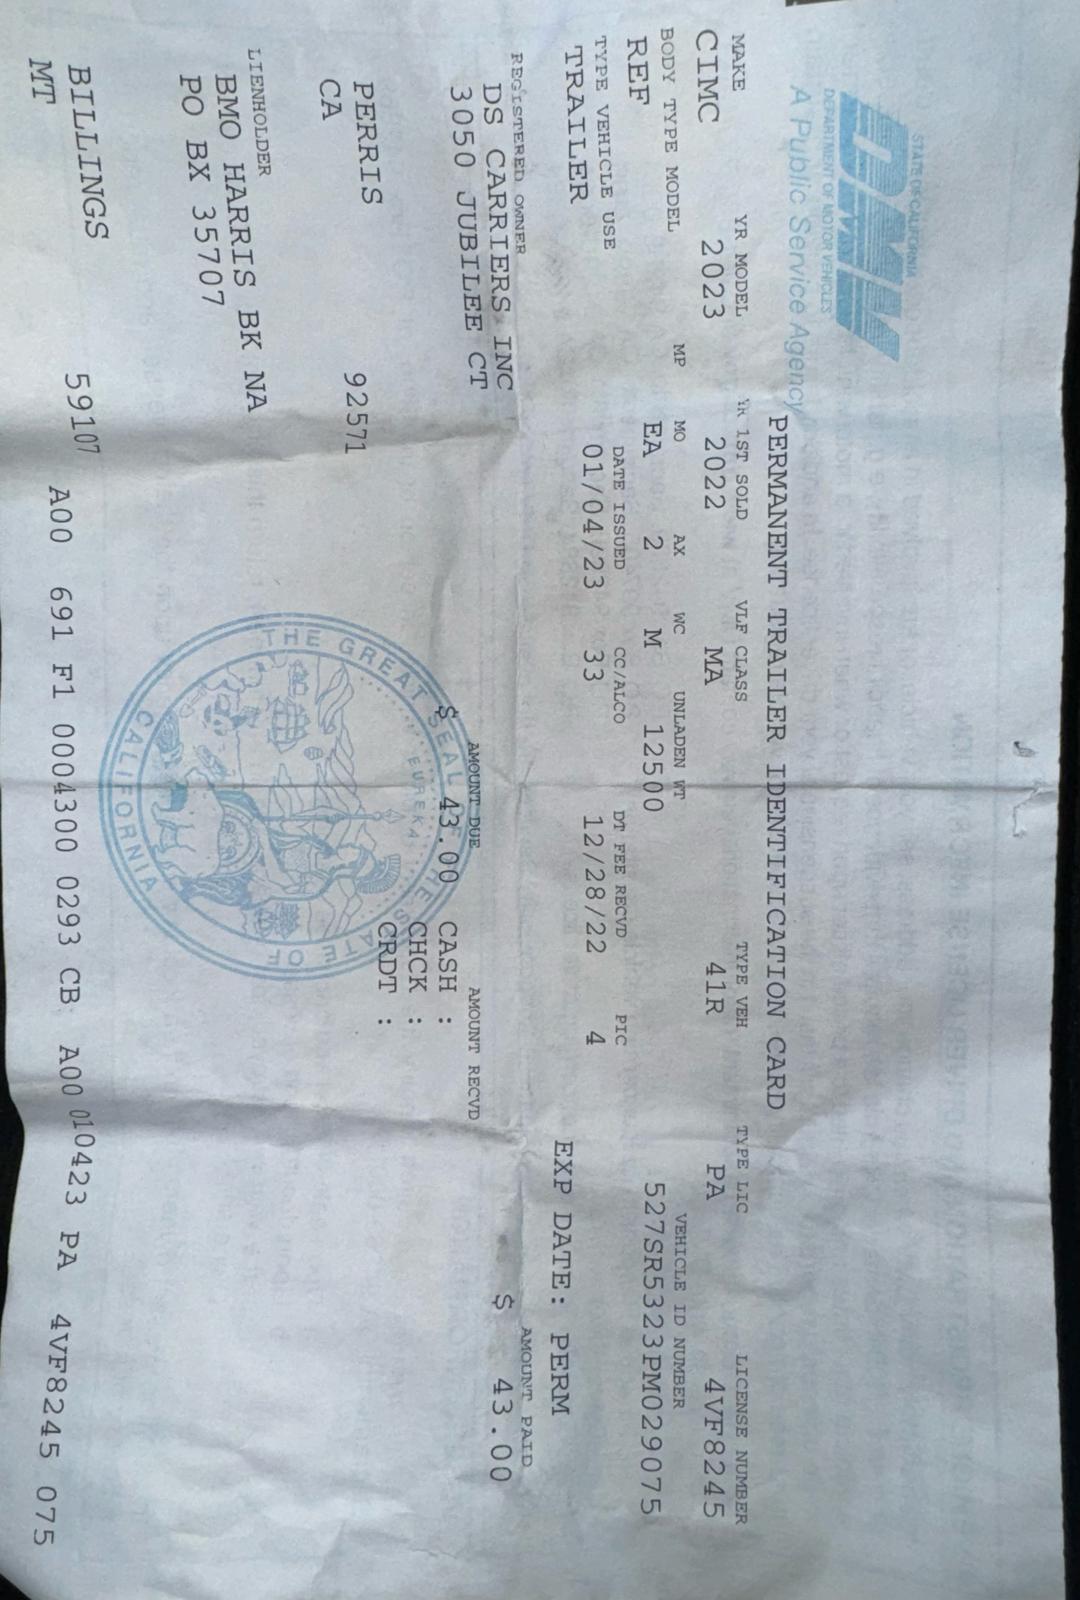 STATE OF CALIFORNIA
DMV
DEPARTMENT OF MOTOR VEHICLES
A Public Service Agency
PERMANENT TRAILER IDENTIFICATION CARD
MAKE YR MODEL YR 1ST SOLD VLF CLASS TYPE VEH TYPE LIC LICENSE NUMBER
CIMC 2023 2022 MA 41R PA 4VF8245
BODY TYPE MODEL MP MO AX WC UNLADEN WT VEHICLE ID NUMBER
REF EA 2 M 12500 527SR5323PM029075
TYPE VEHICLE USE DATE ISSUED CC/ALCO DT FEE RECVD PIC
TRAILER 01/04/23 33 12/28/22 4
EXP DATE: PERM
REGISTERED OWNER AMOUNT PAID
DS CARRIERS INC $ 43.00
3050 JUBILEE CT
AMOUNT DUE AMOUNT RECVD
$ 43.00 CASH :
CHCK :
CRDT :
PERRIS 92571
CA
LIENHOLDER
BMO HARRIS BK NA
PO BX 35707
THE GREAT SEAL OF THE STATE OF CALIFORNIA
EUREKA
BILLINGS 59107
MT
A00 691 F1 0004300 0293 CB A00 010423 PA 4VF8245 075